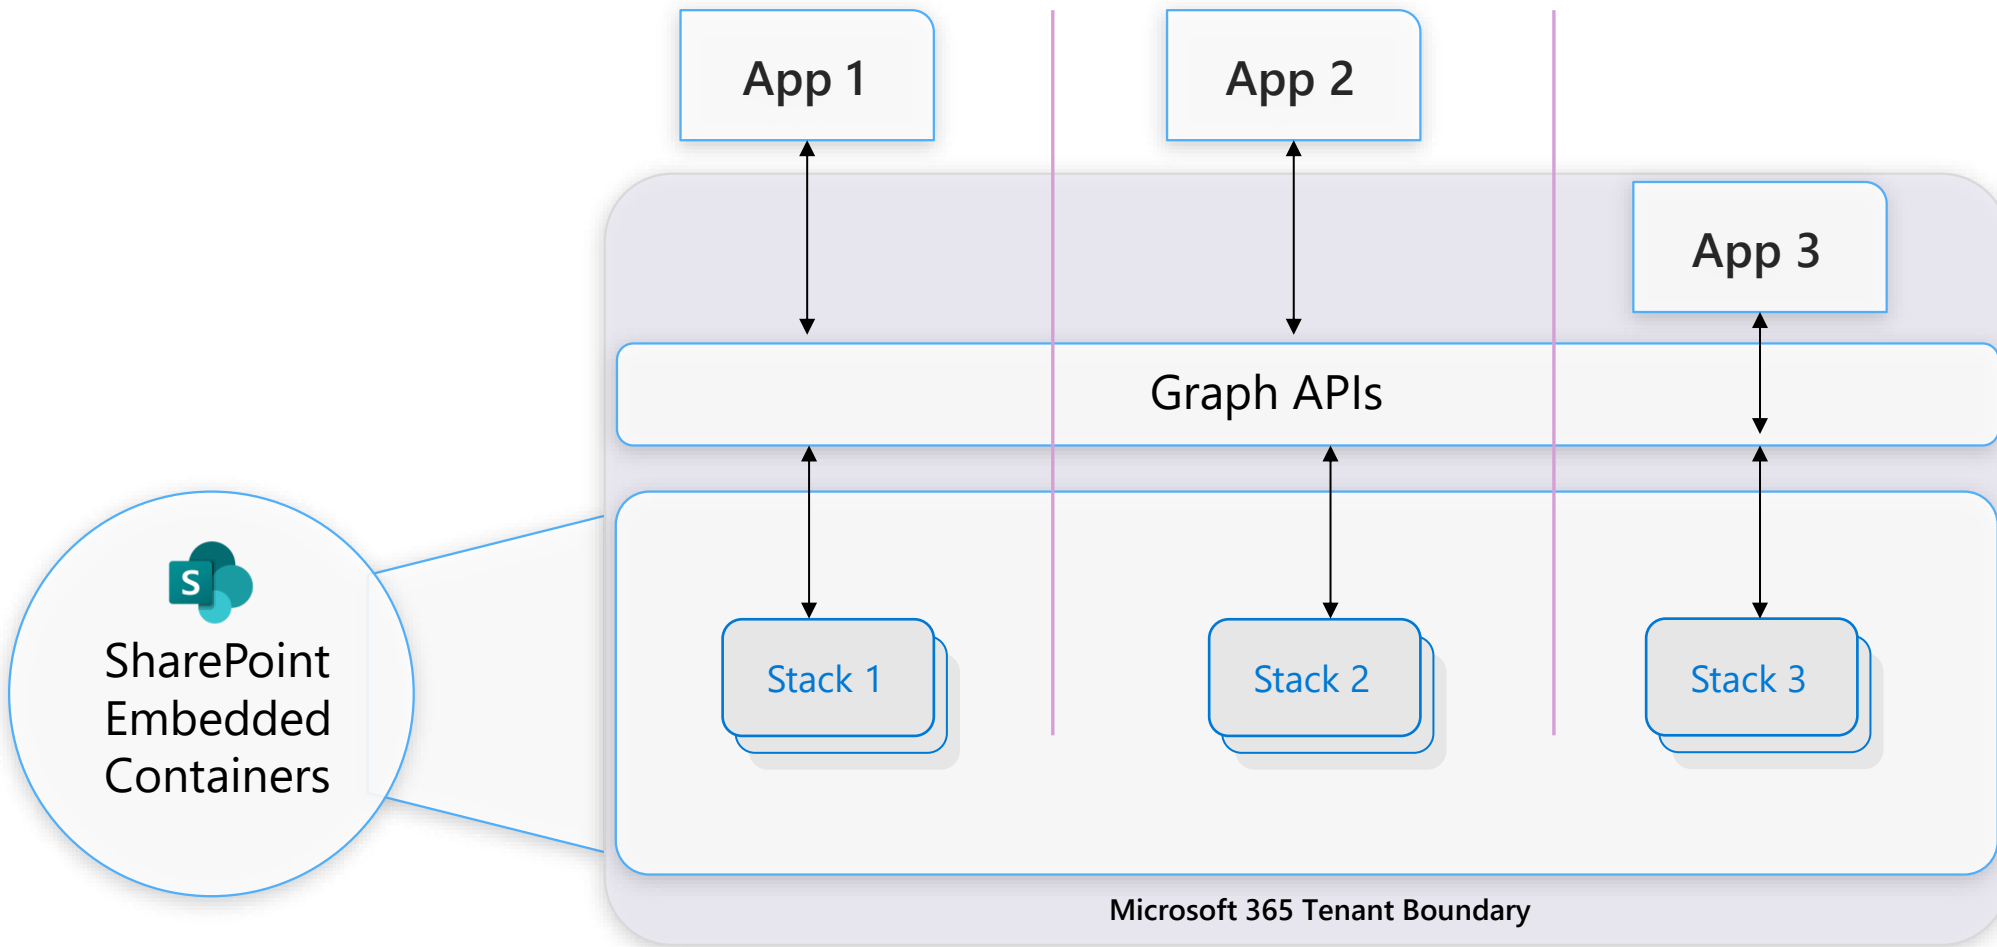 App 1
App 2
App 3
Graph APIs
S
SharePoint
Embedded
Containers
Stack 1
Stack 2
Stack 3
Microsoft 365 Tenant Boundary